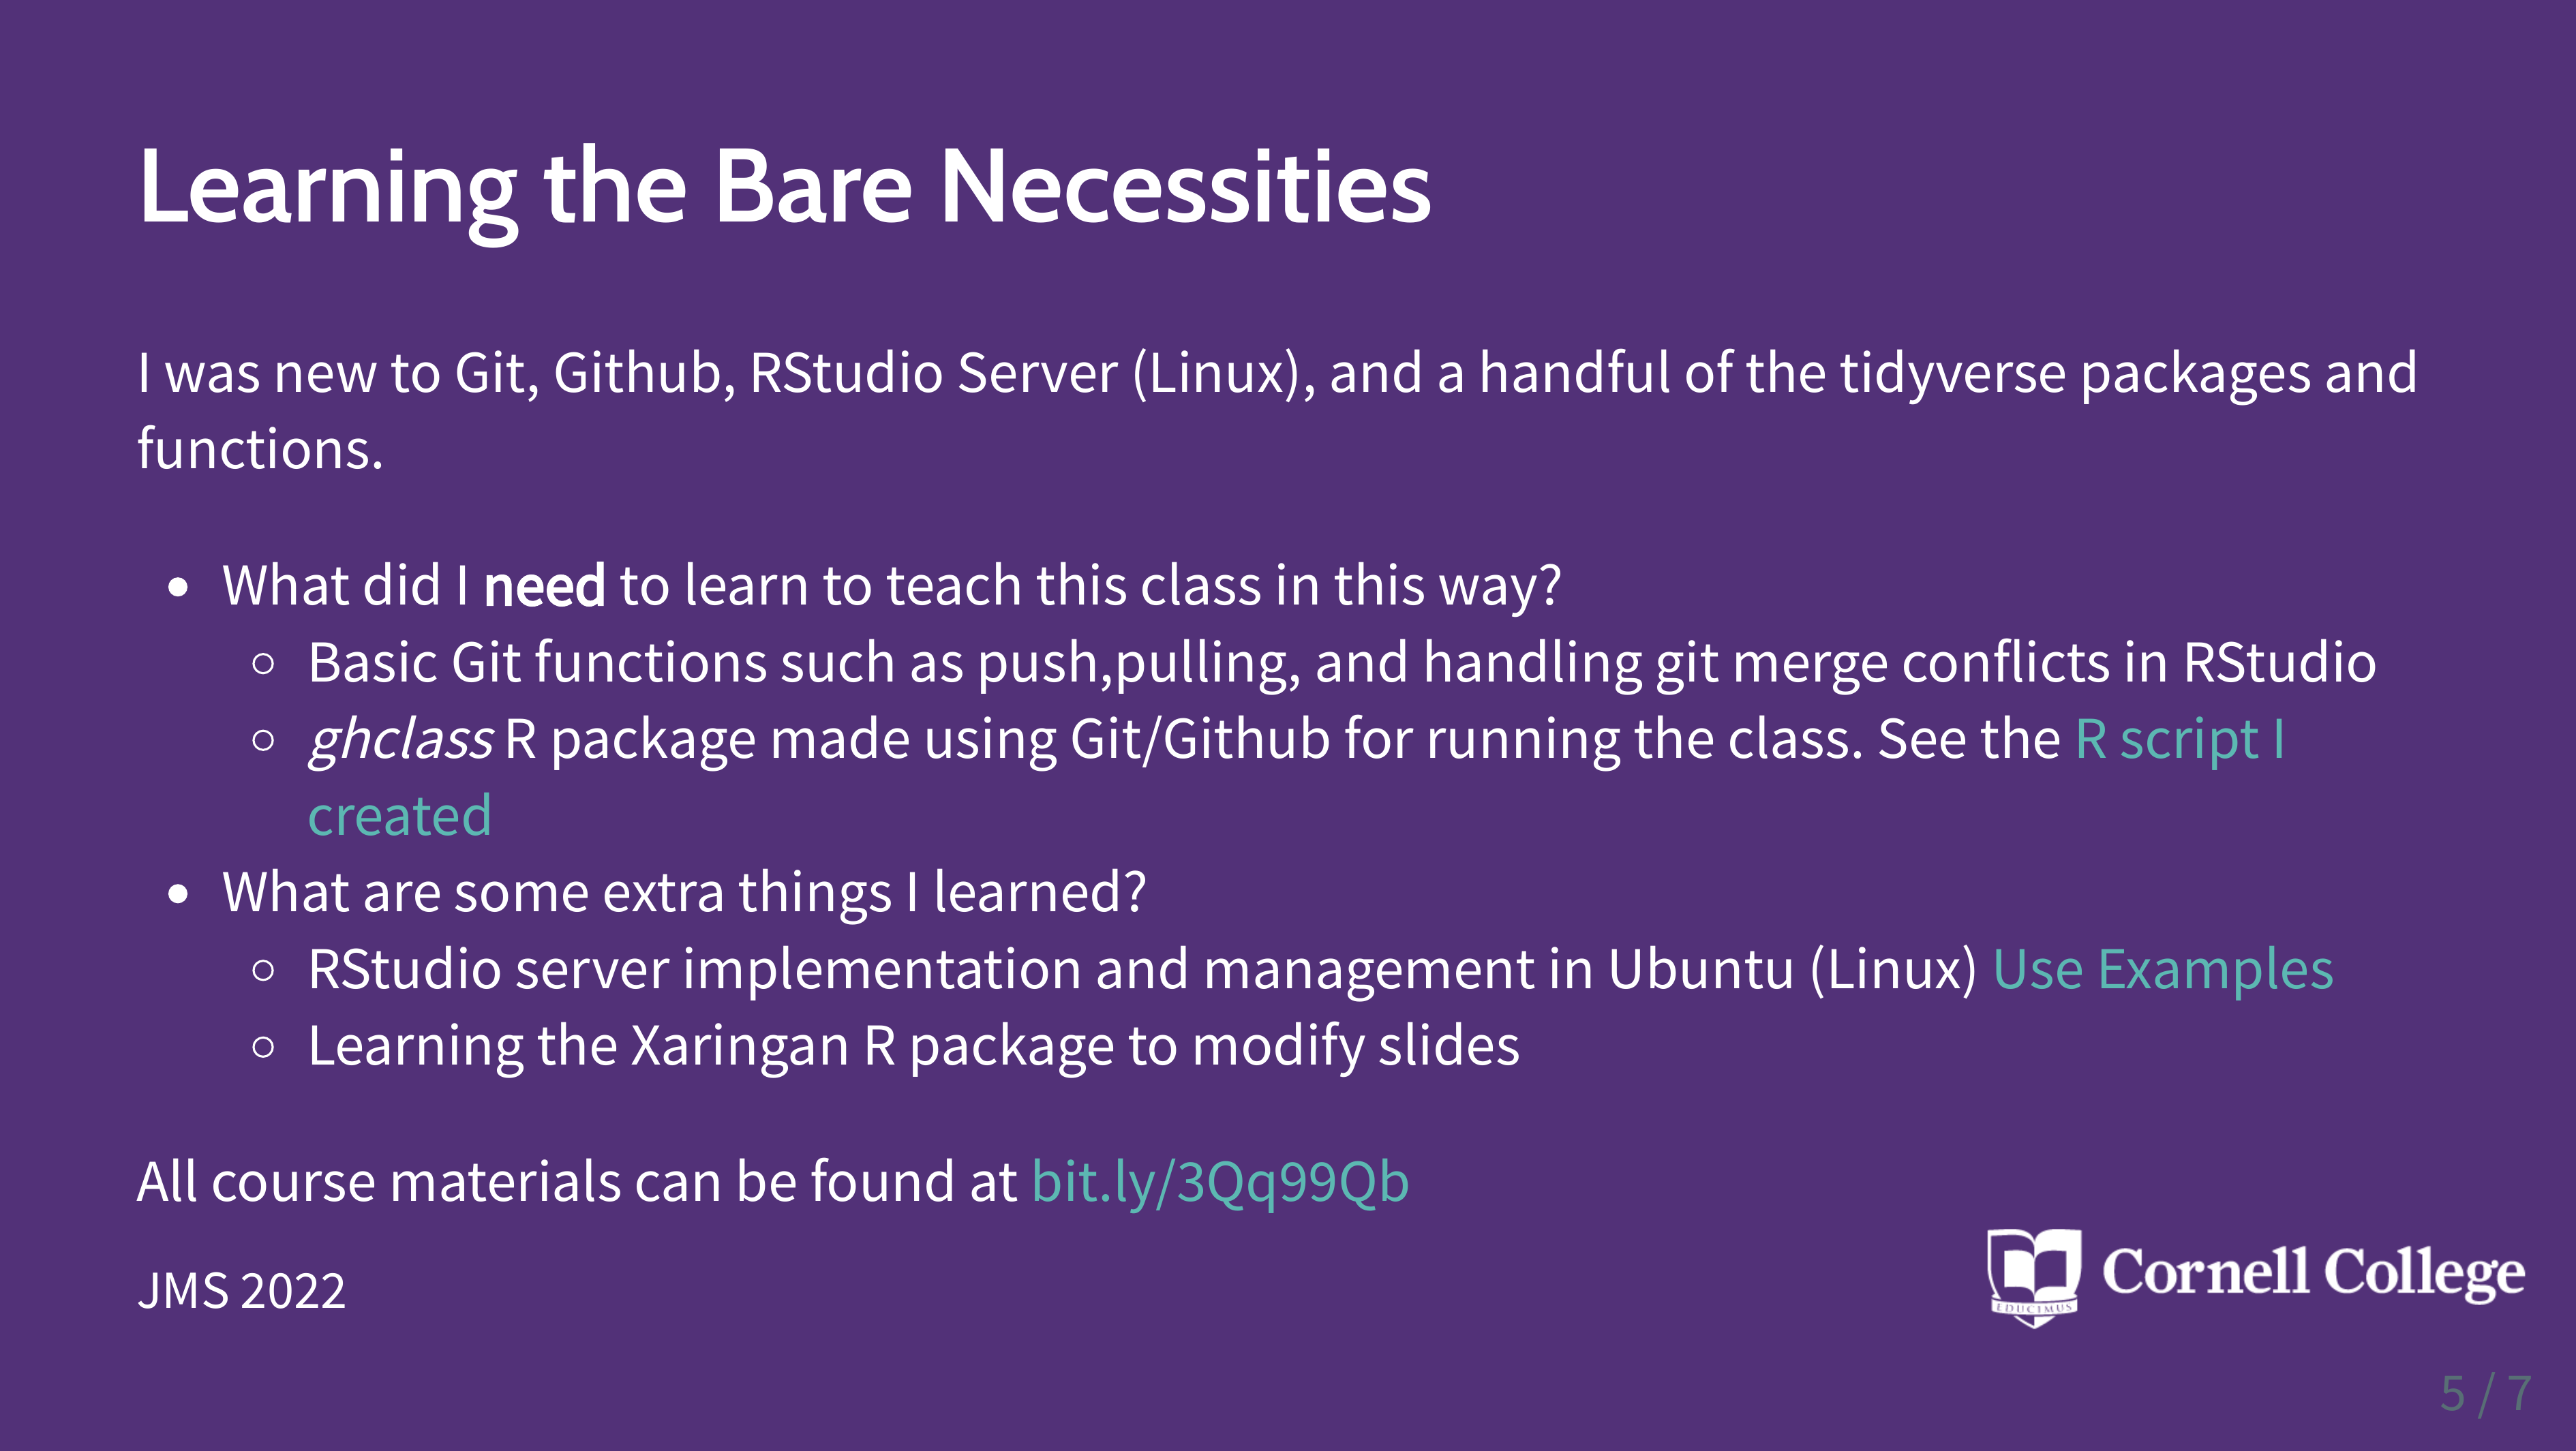 Learning the Bare Necessities
I was new to Git, Github, RStudio Server (Linux), and a handful of the tidyverse packages and
functions.
• What did I need to learn to teach this class in this way?
○ Basic Git functions such as push,pulling, and handling git merge conflicts in RStudio
○ ghclass R package made using Git/Github for running the class. See the R script I
created
• What are some extra things I learned?
○ RStudio server implementation and management in Ubuntu (Linux) Use Examples
○ Learning the Xaringan R package to modify slides
All course materials can be found at bit.ly/3Qq99Qb
JMS 2022
EDUCIMUS
Cornell College
5 / 7